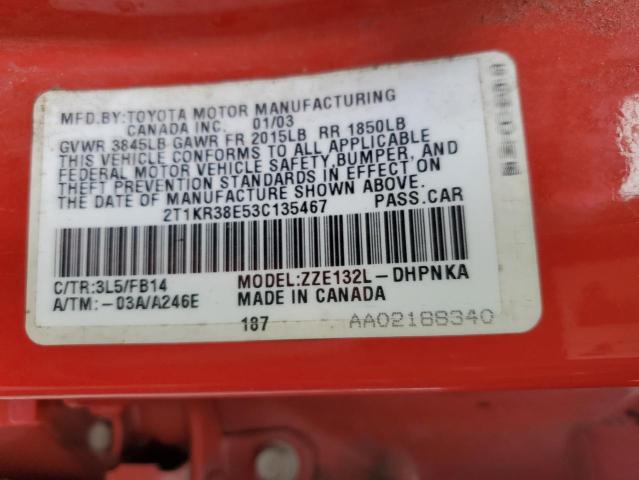 MFD.BY:TOYOTA MOTOR MANUFACTURING
CANADA INC. 01/03
GVWR 3845LB GAWR FR 2015LB RR 1850LB
THIS VEHICLE CONFORMS TO ALL APPLICABLE
FEDERAL MOTOR VEHICLE SAFETY,BUMPER, AND
THEFT PREVENTION STANDARDS IN EFFECT ON
THE DATE OF MANUFACTURE SHOWN ABOVE.
2T1KR38E53C135467 PASS.CAR
C/TR:3L5/FB14 MODEL:ZZE132L-DHPNKA
A/TM:-03A/A246E MADE IN CANADA
187 AA02188340